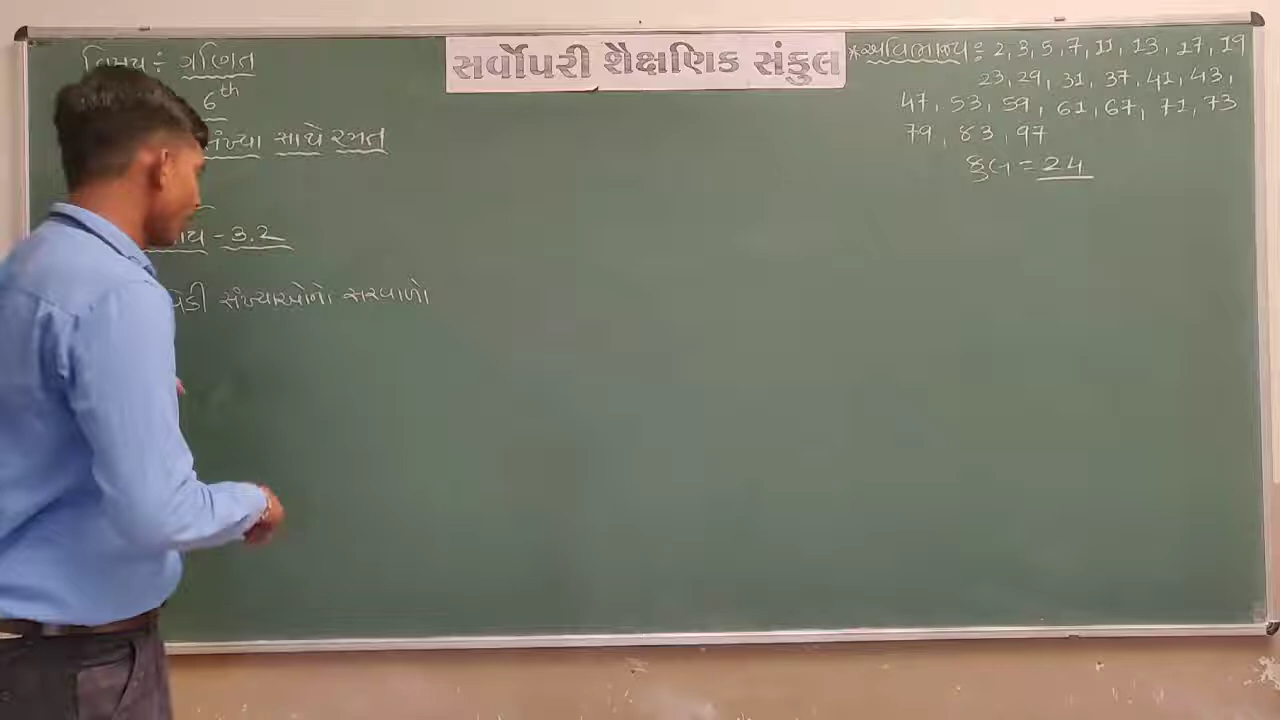 વિષય : ગણિત
6th
સંખ્યા સાથે રમત
- 3.2
સંખ્યાઓનો સરવાળો
સર્વોપરી શૈક્ષણિક સંકુલ
*અવિભાજ્ય : 2, 3, 5, 7, 11, 13, 17, 19
23, 29, 31, 37, 41, 43,
47, 53, 59, 61, 67, 71, 73
79, 83, 97
કુલ = 24